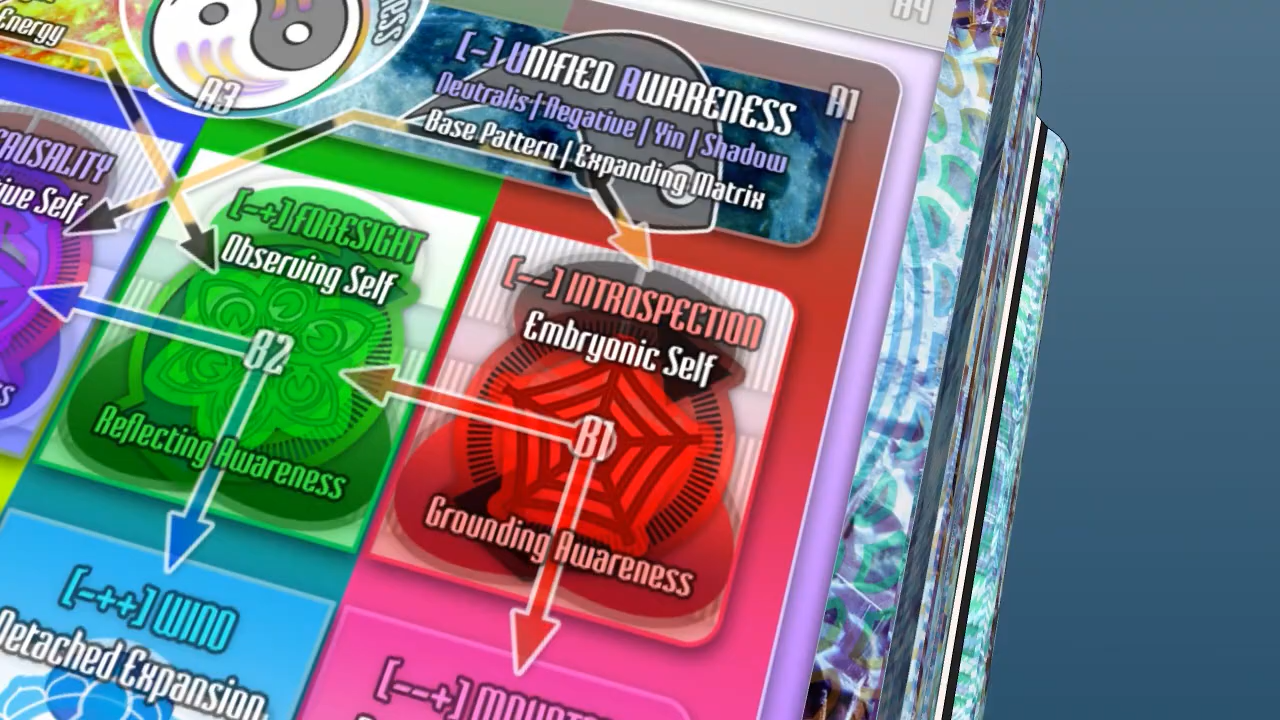 A4
Energy
A3
[-] UNIFIED AWARENESS
A1
Neutralis | Negative | Yin | Shadow
Base Pattern | Expanding Matrix
CAUSALITY
Self
[-+] FORESIGHT
Observing Self
B2
Reflecting Awareness
[--] INTROSPECTION
Embryonic Self
B1
Grounding Awareness
[-++] WIND
Detached Expansion
[--+]